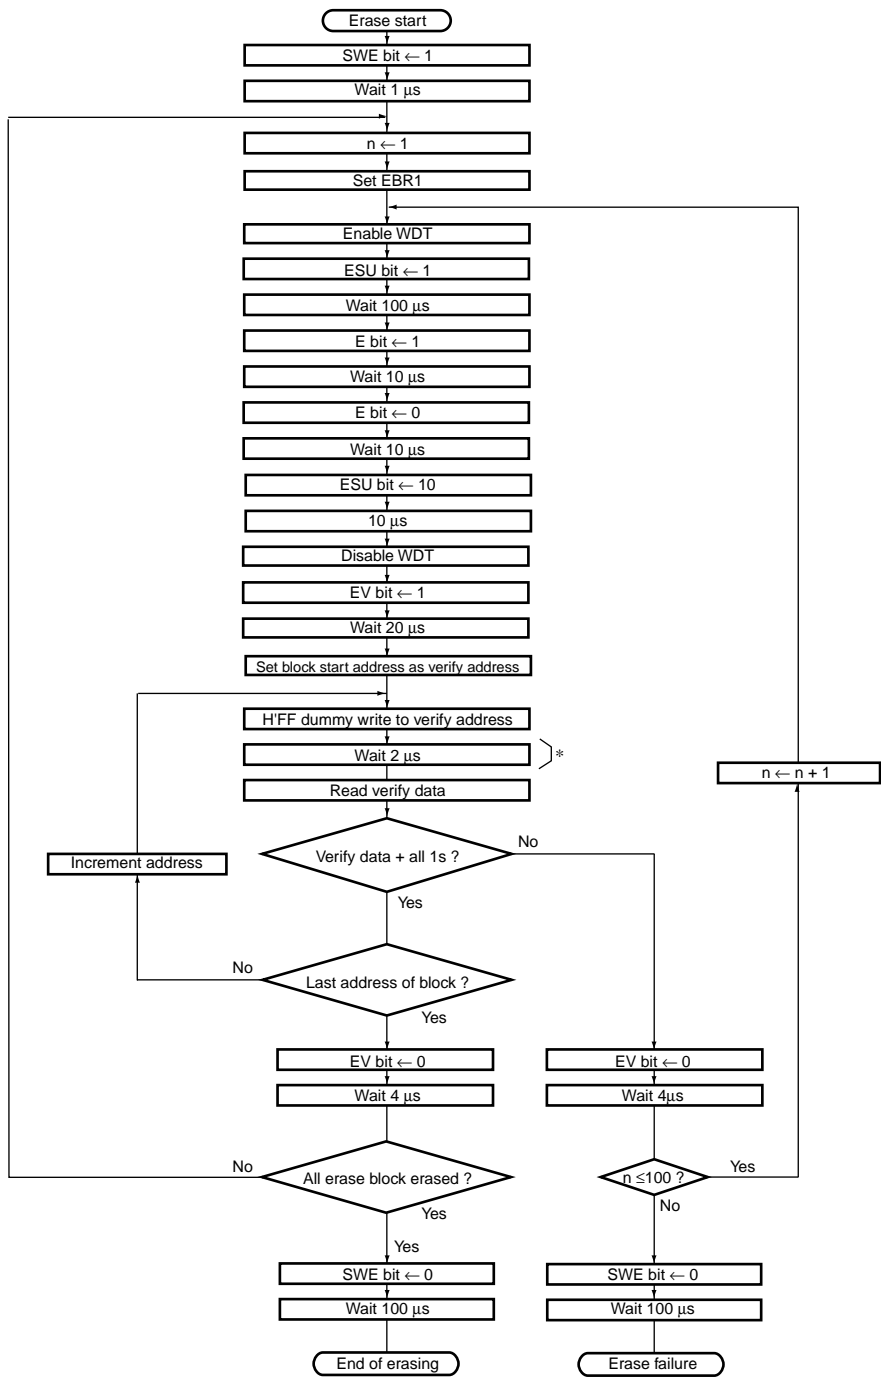 Erase start
SWE bit ← 1
Wait 1 µs
n ← 1
Set EBR1
Enable WDT
ESU bit ← 1
Wait 100 µs
E bit ← 1
Wait 10 µs
E bit ← 0
Wait 10 µs
ESU bit ← 10
10 µs
Disable WDT
EV bit ← 1
Wait 20 µs
Set block start address as verify address
H'FF dummy write to verify address
Wait 2 µs
*
n ← n + 1
Read verify data
Increment address
Verify data + all 1s ?
No
Yes
No
Last address of block ?
Yes
EV bit ← 0
EV bit ← 0
Wait 4 µs
Wait 4µs
No
All erase block erased ?
Yes
n ≤100 ?
Yes
No
Yes
SWE bit ← 0
SWE bit ← 0
Wait 100 µs
Wait 100 µs
End of erasing
Erase failure